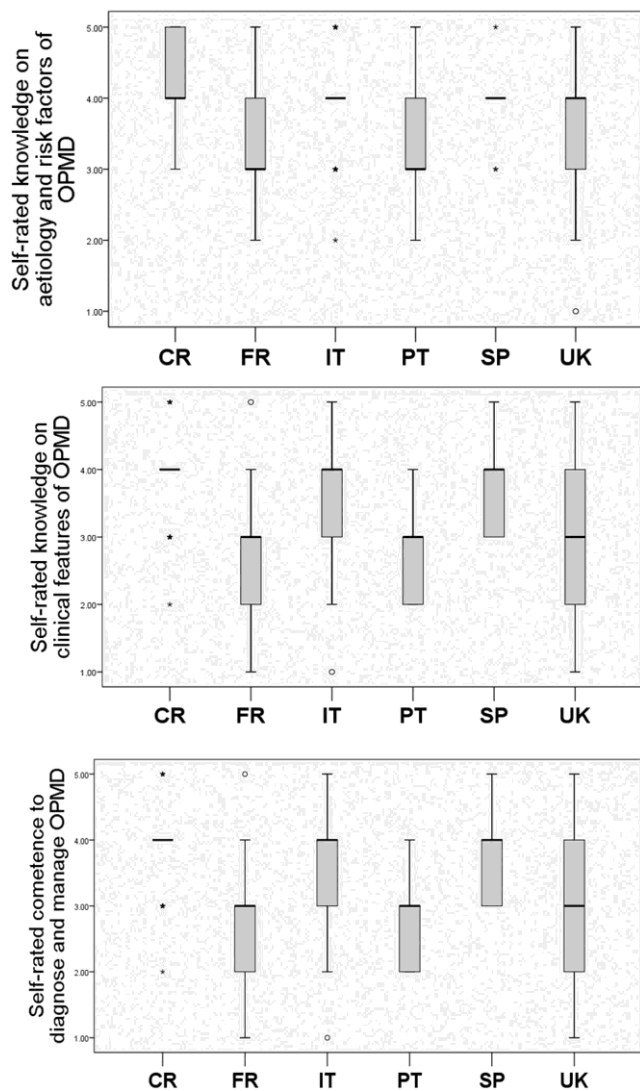 Self-rated knowledge on
aetiology and risk factors of
OPMD
5.00
4.00
3.00
2.00
1.00
CR FR IT PT SP UK
Self-rated knowledge on
clinical features of OPMD
5.00
4.00
3.00
2.00
1.00
CR FR IT PT SP UK
Self-rated cometence to
diagnose and manage OPMD
5.00
4.00
3.00
2.00
1.00
CR FR IT PT SP UK